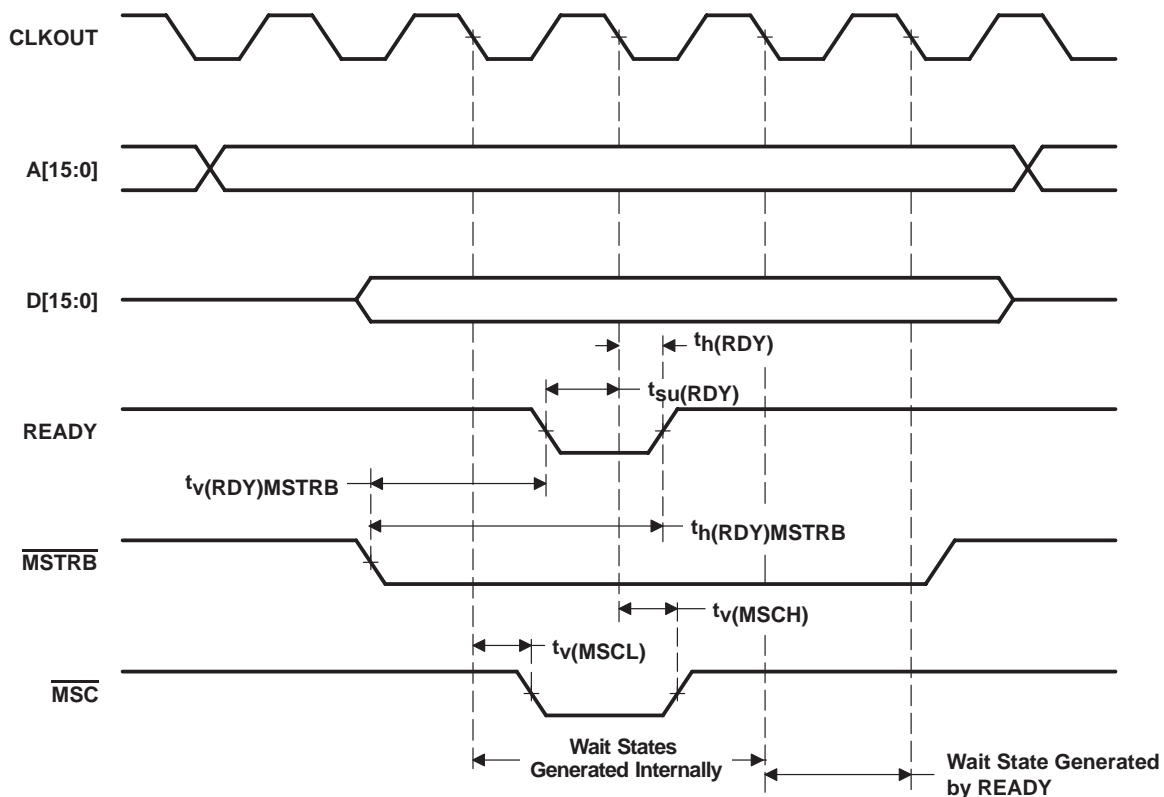 CLKOUT
A[15:0]
D[15:0]
th(RDY)
tsu(RDY)
READY
tv(RDY)MSTRB
th(RDY)MSTRB
MSTRB
tv(MSCH)
tv(MSCL)
MSC
Wait States
Generated Internally
Wait State Generated
by READY